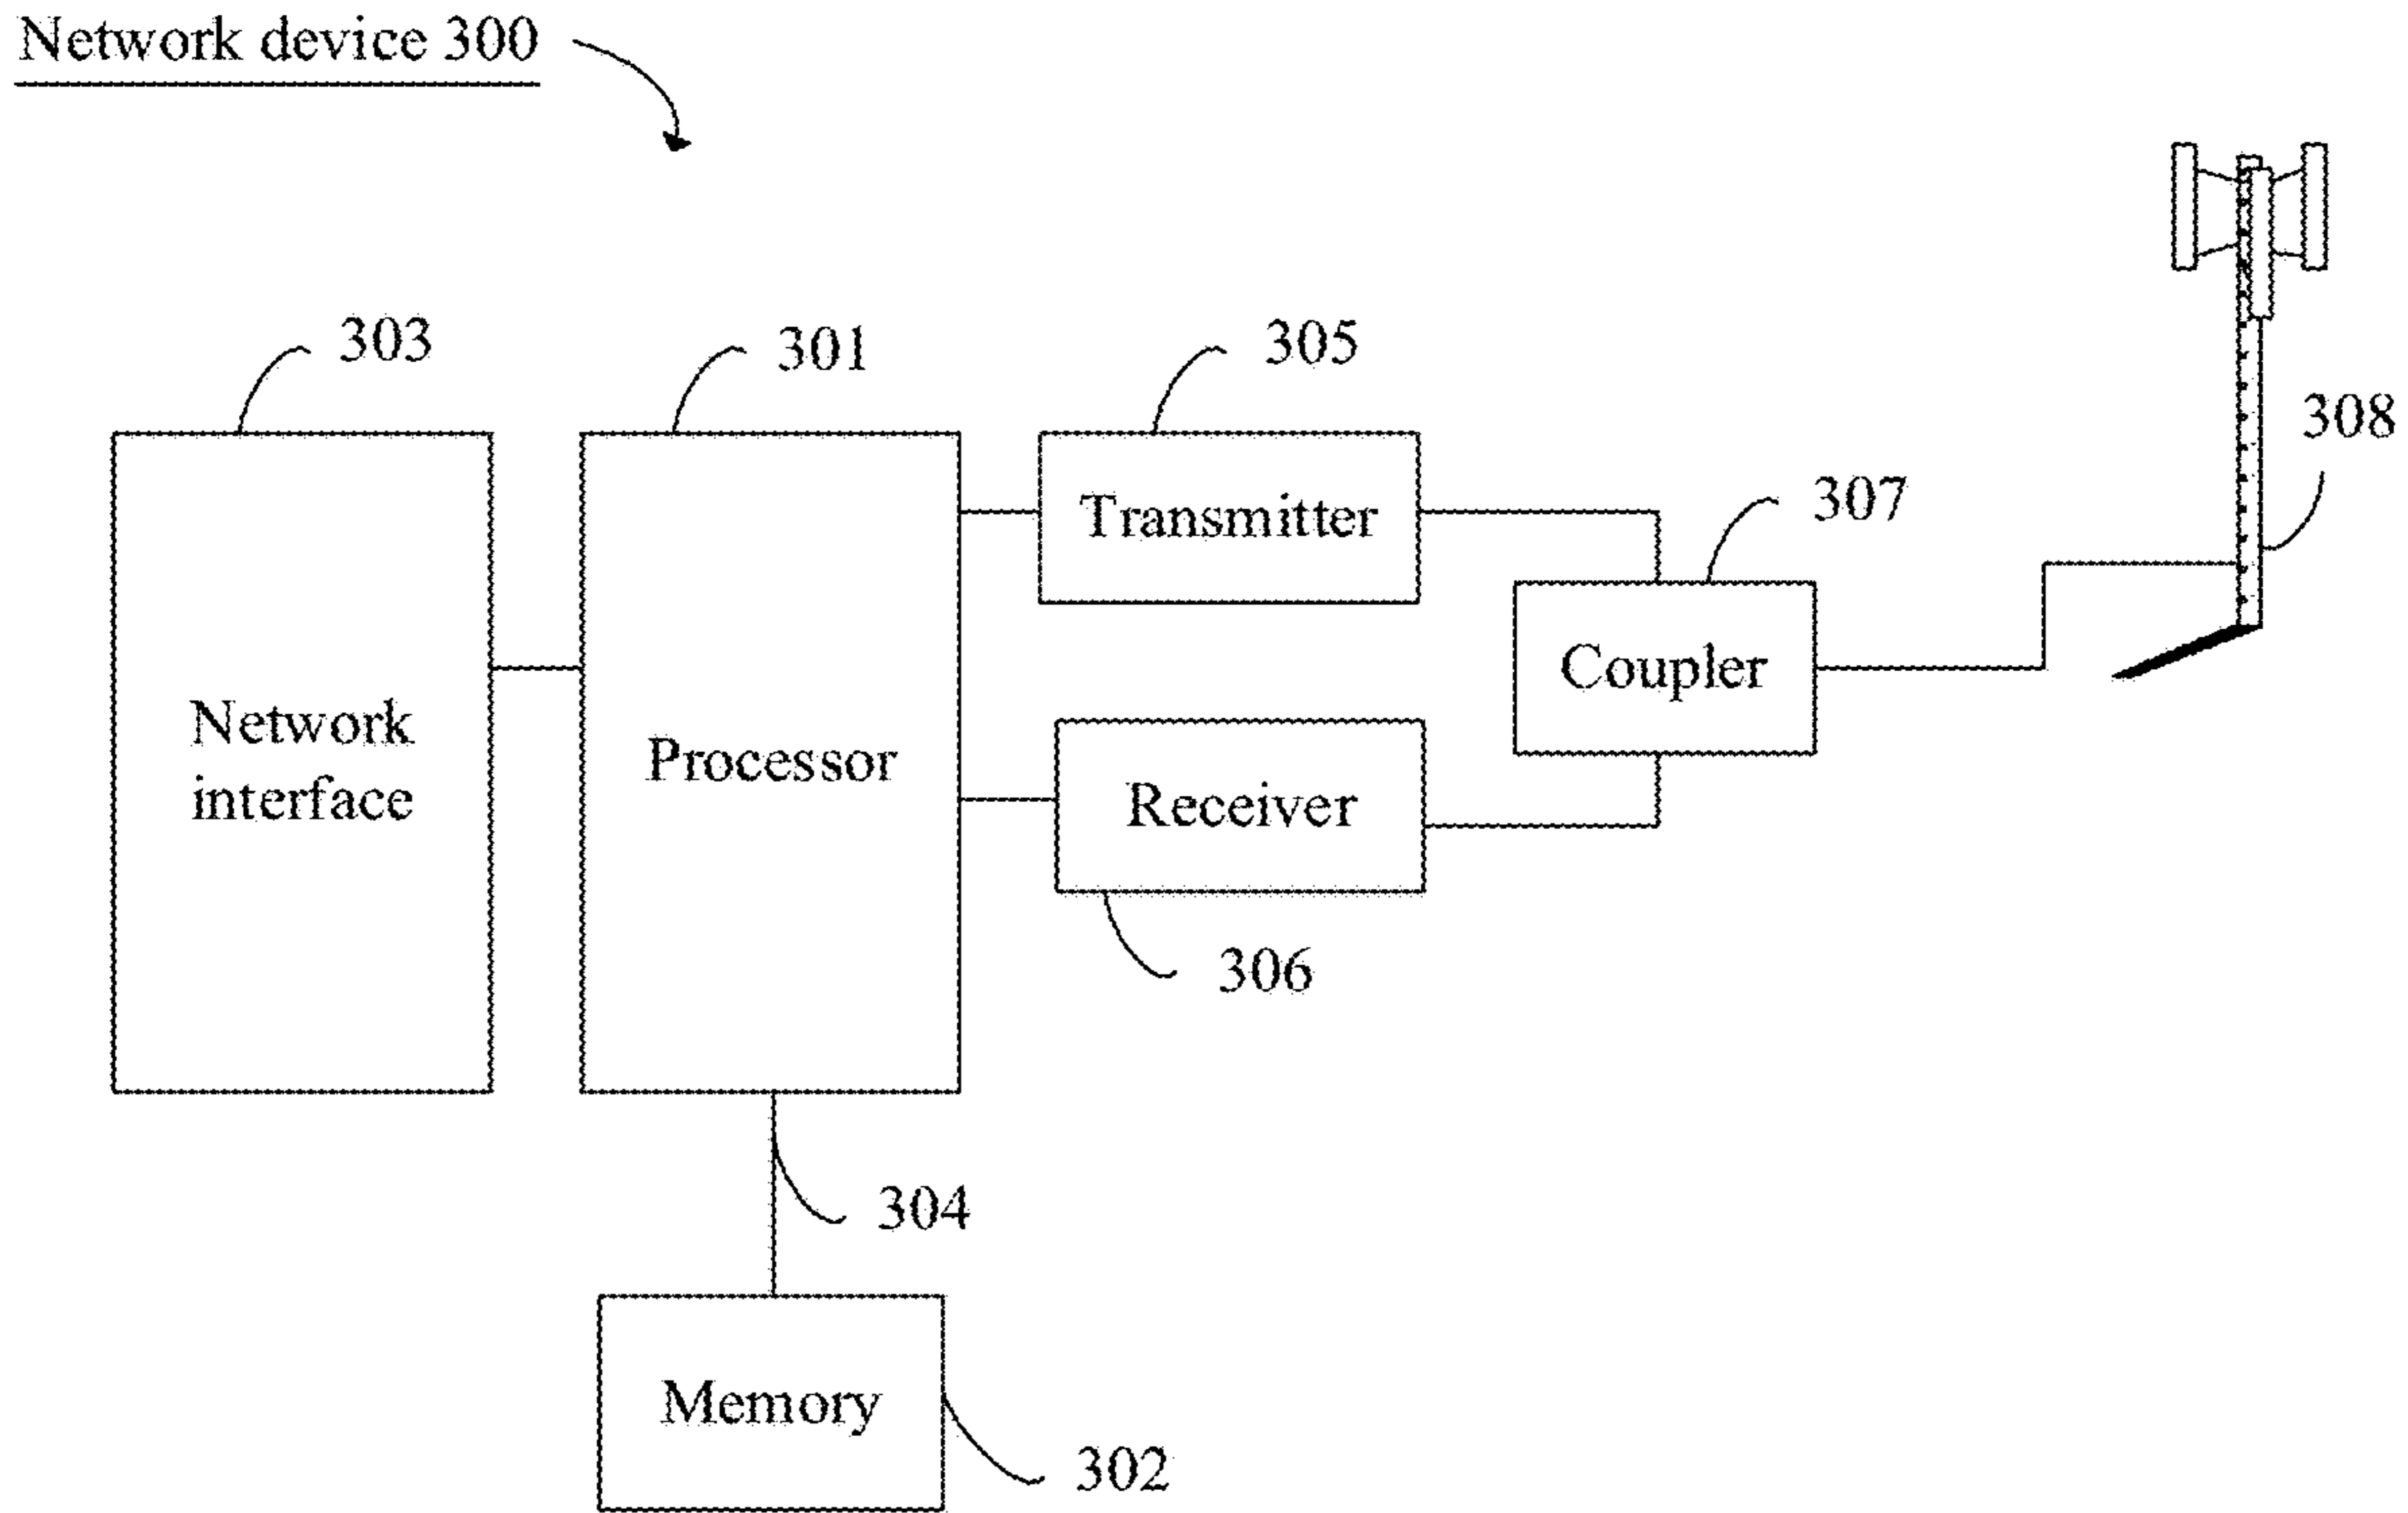 Network device 300
303
301
305
308
307
Transmitter
Coupler
Network
interface
Processor
Receiver
306
304
Memory
302